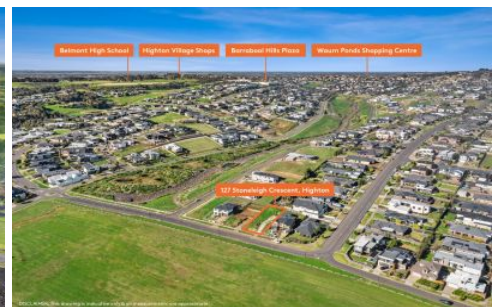 Belmont High School
Highton Village Shops
Barrabool Hills Plaza
Waurn Ponds Shopping Centre
127 Stoneleigh Crescent, Highton